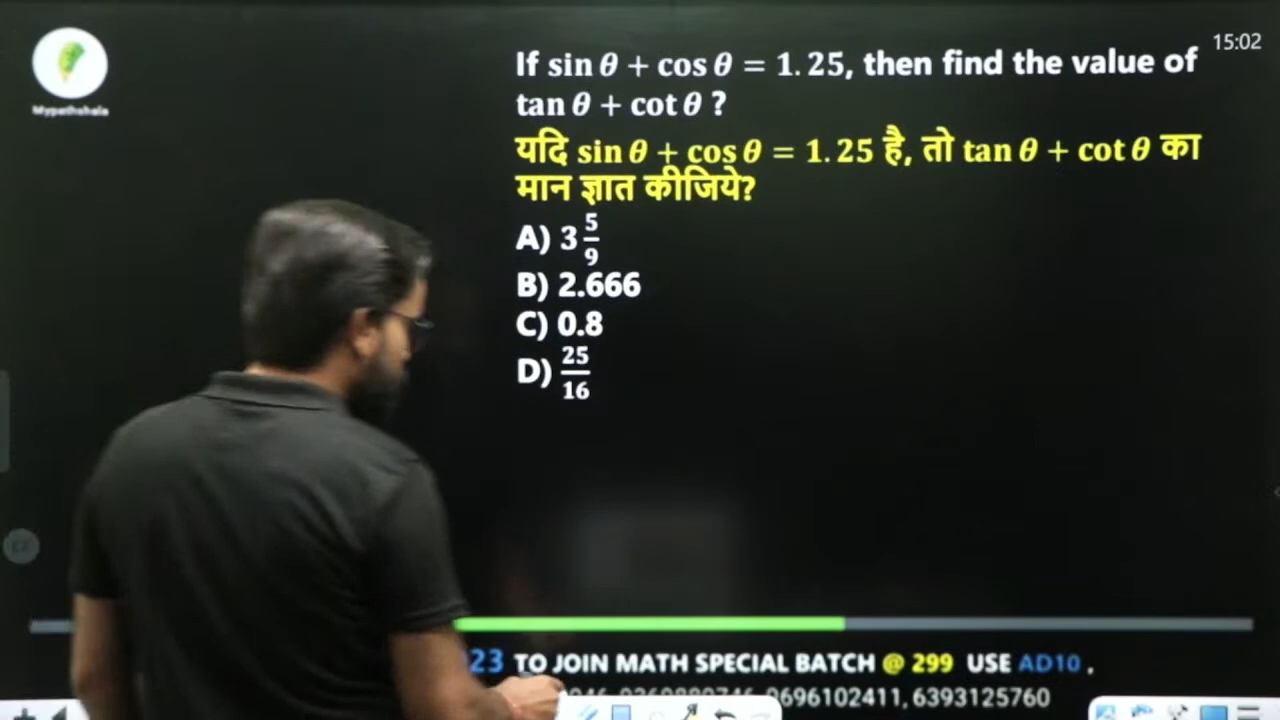 15:02
Mypathshala
If sin θ + cos θ = 1.25, then find the value of
tan θ + cot θ ?
यदि sin θ + cos θ = 1.25 है, तो tan θ + cot θ का
मान ज्ञात कीजिये?
A) 3 5/9
B) 2.666
C) 0.8
D) 25/16
23 TO JOIN MATH SPECIAL BATCH @ 299 USE AD10 ,
9696102411, 6393125760